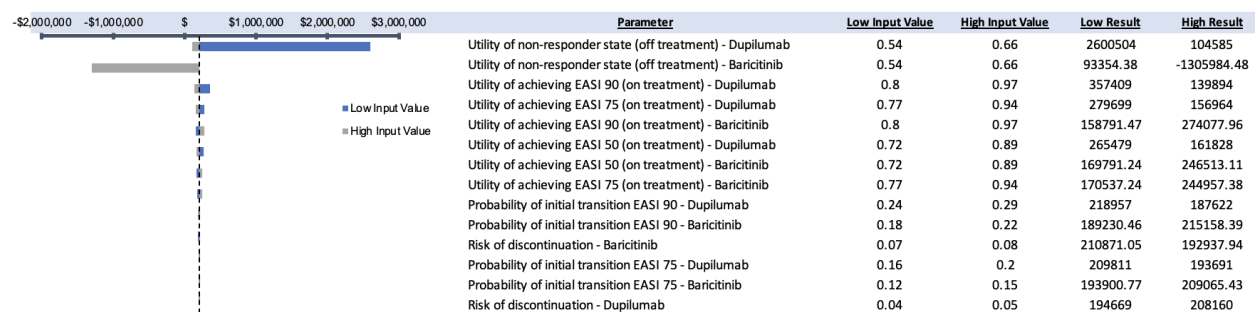 -$2,000,000 -$1,000,000 $ $1,000,000 $2,000,000 $3,000,000
Low Input Value
High Input Value
Parameter Low Input Value High Input Value Low Result High Result
Utility of non-responder state (off treatment) - Dupilumab 0.54 0.66 2600504 104585
Utility of non-responder state (off treatment) - Baricitinib 0.54 0.66 93354.38 -1305984.48
Utility of achieving EASI 90 (on treatment) - Dupilumab 0.8 0.97 357409 139894
Utility of achieving EASI 75 (on treatment) - Dupilumab 0.77 0.94 279699 156964
Utility of achieving EASI 90 (on treatment) - Baricitinib 0.8 0.97 158791.47 274077.96
Utility of achieving EASI 50 (on treatment) - Dupilumab 0.72 0.89 265479 161828
Utility of achieving EASI 50 (on treatment) - Baricitinib 0.72 0.89 169791.24 246513.11
Utility of achieving EASI 75 (on treatment) - Baricitinib 0.77 0.94 170537.24 244957.38
Probability of initial transition EASI 90 - Dupilumab 0.24 0.29 218957 187622
Probability of initial transition EASI 90 - Baricitinib 0.18 0.22 189230.46 215158.39
Risk of discontinuation - Baricitinib 0.07 0.08 210871.05 192937.94
Probability of initial transition EASI 75 - Dupilumab 0.16 0.2 209811 193691
Probability of initial transition EASI 75 - Baricitinib 0.12 0.15 193900.77 209065.43
Risk of discontinuation - Dupilumab 0.04 0.05 194669 208160